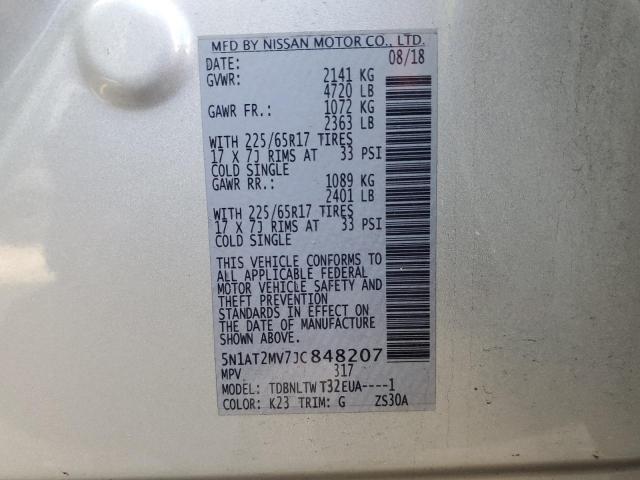 MFD BY NISSAN MOTOR CO., LTD.
DATE: 08/18
GVWR: 2141 KG
4720 LB
GAWR FR.: 1072 KG
2363 LB
WITH 225/65R17 TIRES
17 X 7J RIMS AT 33 PSI
COLD SINGLE
GAWR RR.: 1089 KG
2401 LB
WITH 225/65R17 TIRES
17 X 7J RIMS AT 33 PSI
COLD SINGLE
THIS VEHICLE CONFORMS TO
ALL APPLICABLE FEDERAL
MOTOR VEHICLE SAFETY AND
THEFT PREVENTION
STANDARDS IN EFFECT ON
THE DATE OF MANUFACTURE
SHOWN ABOVE.
5N1AT2MV7JC848207
MPV 317
MODEL: TDBNLTW T32EUA----1
COLOR: K23 TRIM: G ZS30A